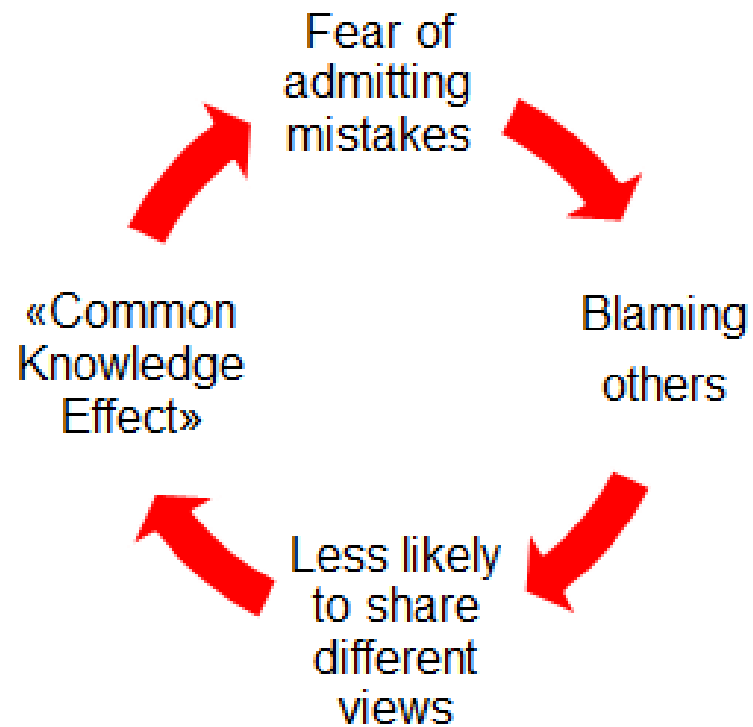 Fear of
admitting
mistakes
Blaming
others
Less likely
to share
different
views
«Common
Knowledge
Effect»